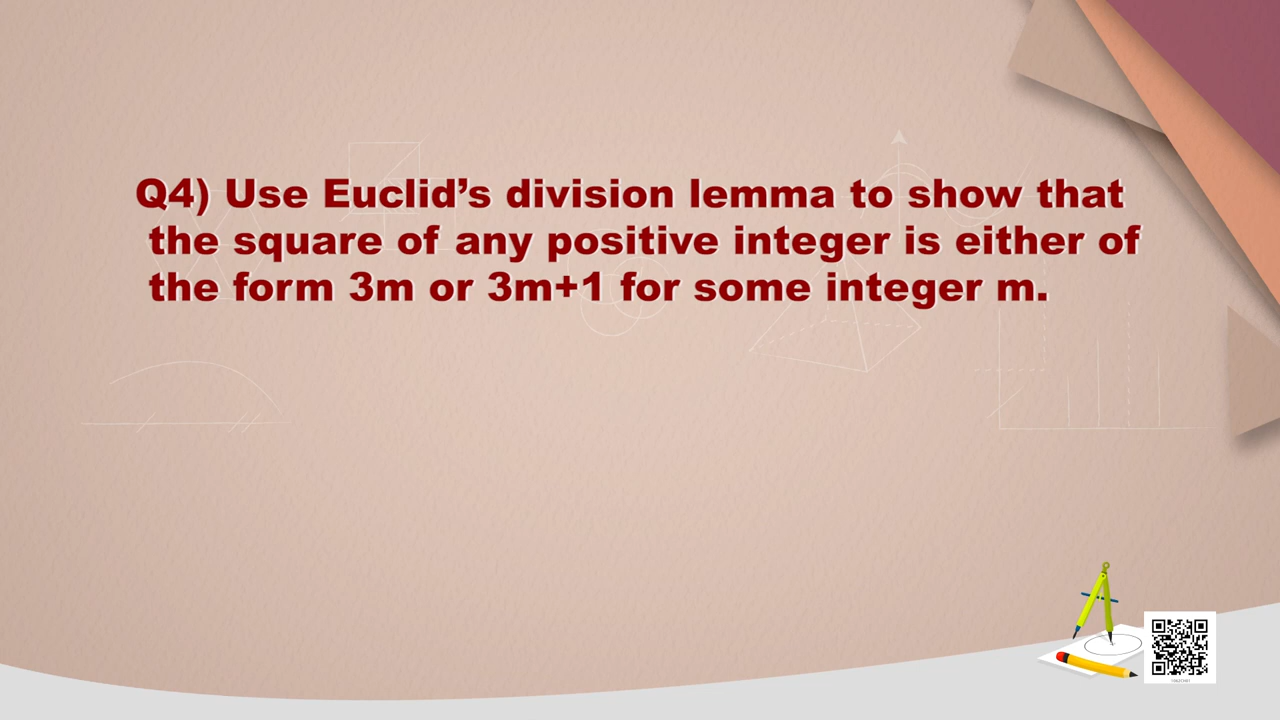 Q4) Use Euclid’s division lemma to show that
the square of any positive integer is either of
the form 3m or 3m+1 for some integer m.